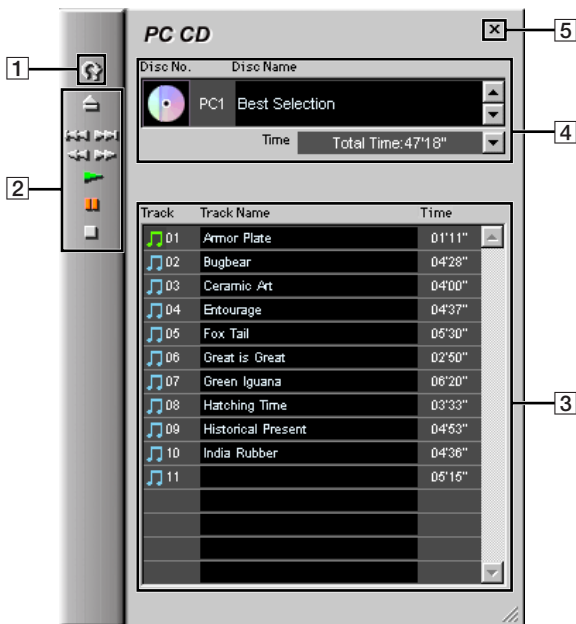 PC CD
5
1
Disc No. Disc Name
PC1 Best Selection
Time Total Time:47'18"
4
2
Track Track Name Time
01 Armor Plate 01'11"
02 Bugbear 04'28"
03 Ceramic Art 04'00"
04 Entourage 04'37"
05 Fox Tail 05'30"
06 Great is Great 02'50"
07 Green Iguana 06'20"
08 Hatching Time 03'33"
3
09 Historical Present 04'53"
10 India Rubber 04'36"
11 05'15"